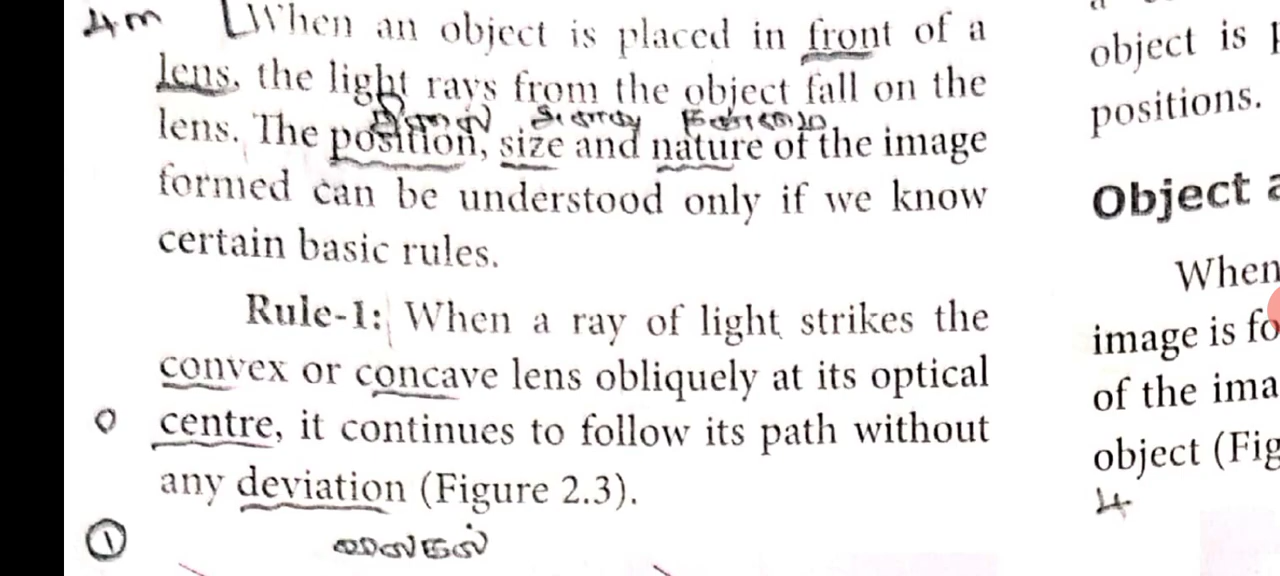 4m When an object is placed in front of a
lens, the light rays from the object fall on the
அளவு தன்மை
lens. The position, size and nature of the image
formed can be understood only if we know
certain basic rules.
Rule-1: When a ray of light strikes the
convex or concave lens obliquely at its optical
centre, it continues to follow its path without
any deviation (Figure 2.3).
1
object is
positions.
Object
When
image is fo
of the ima
object (Fig
4